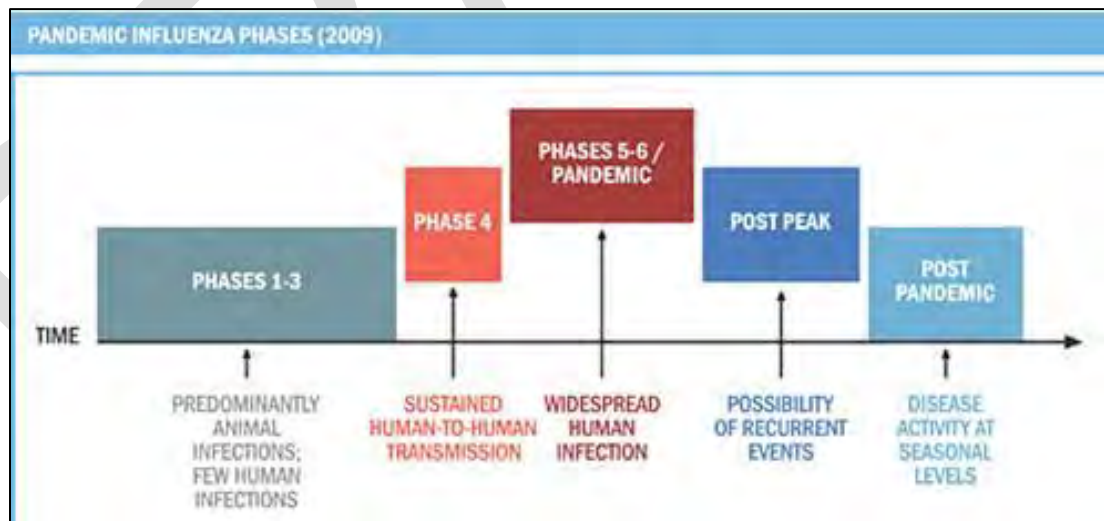 PANDEMIC INFLUENZA PHASES (2009)
PHASES 5-6 /
PANDEMIC
PHASE 4
POST PEAK
PHASES 1-3
POST
PANDEMIC
TIME
PREDOMINANTLY
ANIMAL
INFECTIONS;
FEW HUMAN
INFECTIONS
SUSTAINED
HUMAN-TO-HUMAN
TRANSMISSION
WIDESPREAD
HUMAN
INFECTION
POSSIBILITY
OF RECURRENT
EVENTS
DISEASE
ACTIVITY AT
SEASONAL
LEVELS